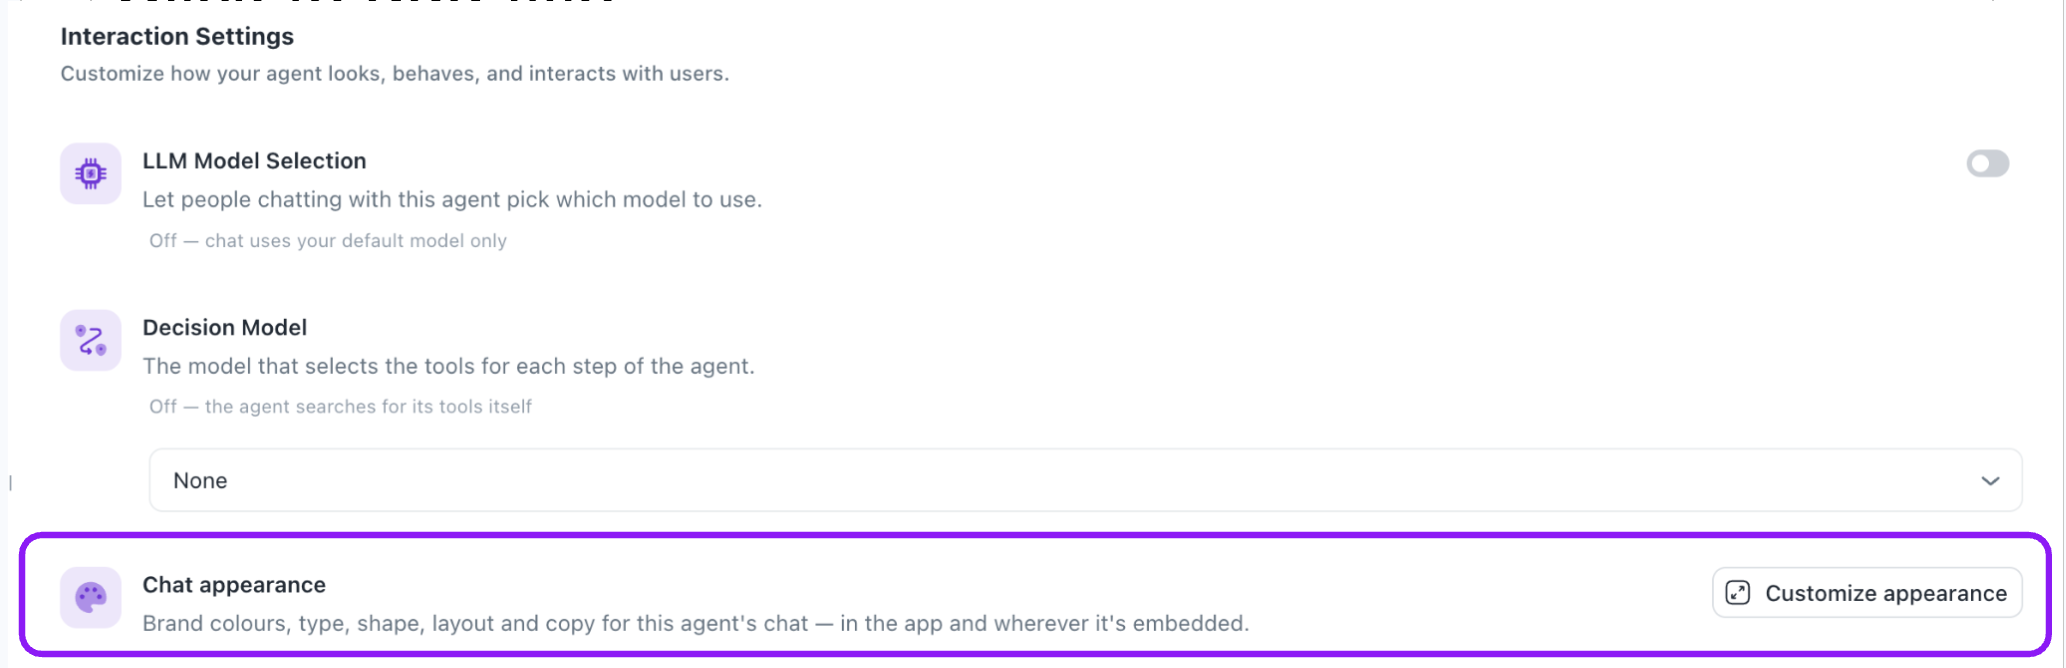 Interaction Settings
Customize how your agent looks, behaves, and interacts with users.
LLM Model Selection
Let people chatting with this agent pick which model to use.
Off — chat uses your default model only
Decision Model
The model that selects the tools for each step of the agent.
Off — the agent searches for its tools itself
None
Chat appearance
Customize appearance
Brand colours, type, shape, layout and copy for this agent's chat — in the app and wherever it's embedded.